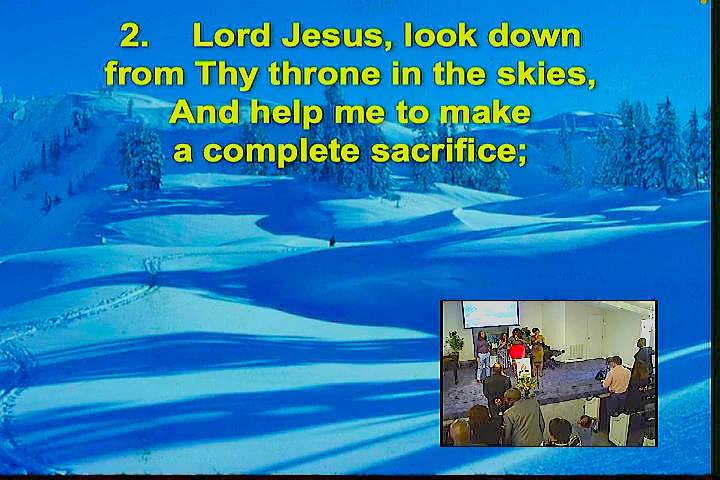 2. Lord Jesus, look down
from Thy throne in the skies,
And help me to make
a complete sacrifice;